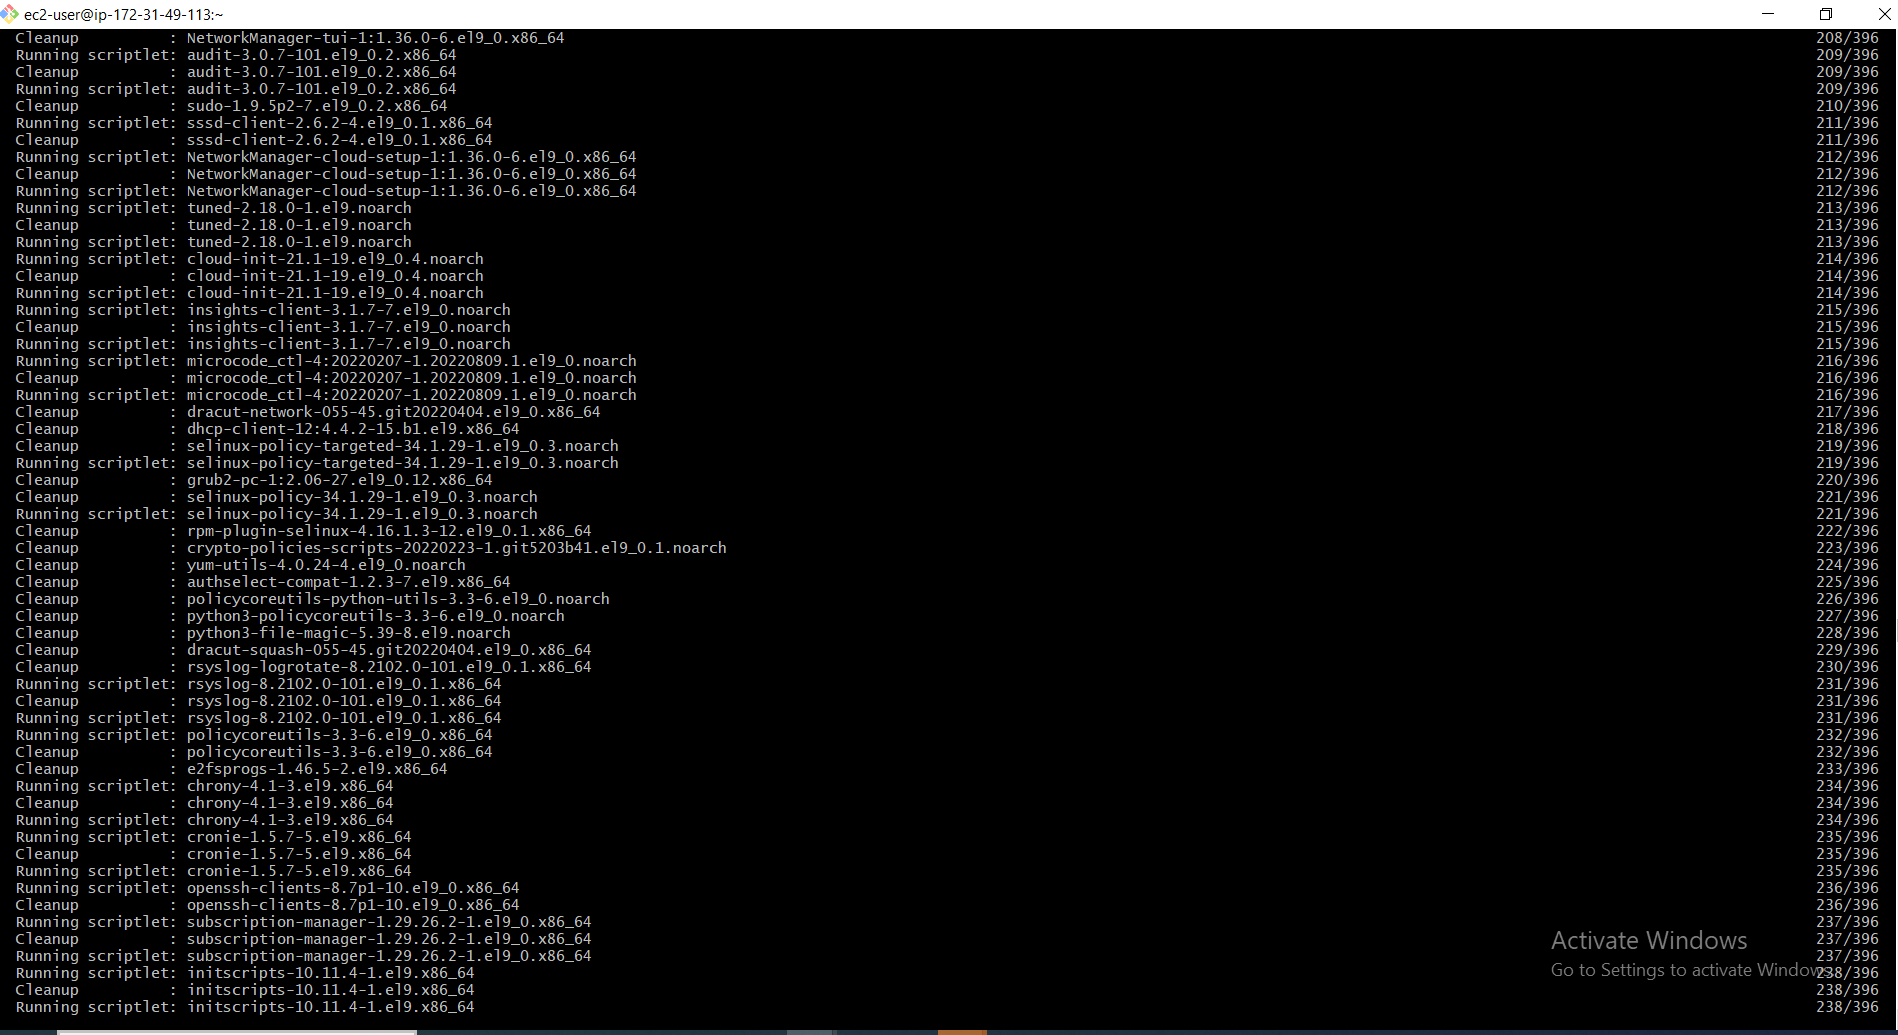 ec2-user@ip-172-31-49-113:~
Cleanup          : NetworkManager-tui-1:1.36.0-6.el9_0.x86_64 208/396
Running scriptlet: audit-3.0.7-101.el9_0.2.x86_64 209/396
Cleanup          : audit-3.0.7-101.el9_0.2.x86_64 209/396
Running scriptlet: audit-3.0.7-101.el9_0.2.x86_64 209/396
Cleanup          : sudo-1.9.5p2-7.el9_0.2.x86_64 210/396
Running scriptlet: sssd-client-2.6.2-4.el9_0.1.x86_64 211/396
Cleanup          : sssd-client-2.6.2-4.el9_0.1.x86_64 211/396
Running scriptlet: NetworkManager-cloud-setup-1:1.36.0-6.el9_0.x86_64 212/396
Cleanup          : NetworkManager-cloud-setup-1:1.36.0-6.el9_0.x86_64 212/396
Running scriptlet: NetworkManager-cloud-setup-1:1.36.0-6.el9_0.x86_64 212/396
Running scriptlet: tuned-2.18.0-1.el9.noarch 213/396
Cleanup          : tuned-2.18.0-1.el9.noarch 213/396
Running scriptlet: tuned-2.18.0-1.el9.noarch 213/396
Running scriptlet: cloud-init-21.1-19.el9_0.4.noarch 214/396
Cleanup          : cloud-init-21.1-19.el9_0.4.noarch 214/396
Running scriptlet: cloud-init-21.1-19.el9_0.4.noarch 214/396
Running scriptlet: insights-client-3.1.7-7.el9_0.noarch 215/396
Cleanup          : insights-client-3.1.7-7.el9_0.noarch 215/396
Running scriptlet: insights-client-3.1.7-7.el9_0.noarch 215/396
Running scriptlet: microcode_ctl-4:20220207-1.20220809.1.el9_0.noarch 216/396
Cleanup          : microcode_ctl-4:20220207-1.20220809.1.el9_0.noarch 216/396
Running scriptlet: microcode_ctl-4:20220207-1.20220809.1.el9_0.noarch 216/396
Cleanup          : dracut-network-055-45.git20220404.el9_0.x86_64 217/396
Cleanup          : dhcp-client-12:4.4.2-15.b1.el9.x86_64 218/396
Cleanup          : selinux-policy-targeted-34.1.29-1.el9_0.3.noarch 219/396
Running scriptlet: selinux-policy-targeted-34.1.29-1.el9_0.3.noarch 219/396
Cleanup          : grub2-pc-1:2.06-27.el9_0.12.x86_64 220/396
Cleanup          : selinux-policy-34.1.29-1.el9_0.3.noarch 221/396
Running scriptlet: selinux-policy-34.1.29-1.el9_0.3.noarch 221/396
Cleanup          : rpm-plugin-selinux-4.16.1.3-12.el9_0.1.x86_64 222/396
Cleanup          : crypto-policies-scripts-20220223-1.git5203b41.el9_0.1.noarch 223/396
Cleanup          : yum-utils-4.0.24-4.el9_0.noarch 224/396
Cleanup          : authselect-compat-1.2.3-7.el9.x86_64 225/396
Cleanup          : policycoreutils-python-utils-3.3-6.el9_0.noarch 226/396
Cleanup          : python3-policycoreutils-3.3-6.el9_0.noarch 227/396
Cleanup          : python3-file-magic-5.39-8.el9.noarch 228/396
Cleanup          : dracut-squash-055-45.git20220404.el9_0.x86_64 229/396
Cleanup          : rsyslog-logrotate-8.2102.0-101.el9_0.1.x86_64 230/396
Running scriptlet: rsyslog-8.2102.0-101.el9_0.1.x86_64 231/396
Cleanup          : rsyslog-8.2102.0-101.el9_0.1.x86_64 231/396
Running scriptlet: rsyslog-8.2102.0-101.el9_0.1.x86_64 231/396
Running scriptlet: policycoreutils-3.3-6.el9_0.x86_64 232/396
Cleanup          : policycoreutils-3.3-6.el9_0.x86_64 232/396
Cleanup          : e2fsprogs-1.46.5-2.el9.x86_64 233/396
Running scriptlet: chrony-4.1-3.el9.x86_64 234/396
Cleanup          : chrony-4.1-3.el9.x86_64 234/396
Running scriptlet: chrony-4.1-3.el9.x86_64 234/396
Running scriptlet: cronie-1.5.7-5.el9.x86_64 235/396
Cleanup          : cronie-1.5.7-5.el9.x86_64 235/396
Running scriptlet: cronie-1.5.7-5.el9.x86_64 235/396
Running scriptlet: openssh-clients-8.7p1-10.el9_0.x86_64 236/396
Cleanup          : openssh-clients-8.7p1-10.el9_0.x86_64 236/396
Running scriptlet: subscription-manager-1.29.26.2-1.el9_0.x86_64 237/396
Cleanup          : subscription-manager-1.29.26.2-1.el9_0.x86_64 237/396
Running scriptlet: subscription-manager-1.29.26.2-1.el9_0.x86_64 237/396
Running scriptlet: initscripts-10.11.4-1.el9.x86_64 238/396
Cleanup          : initscripts-10.11.4-1.el9.x86_64 238/396
Running scriptlet: initscripts-10.11.4-1.el9.x86_64 238/396
Activate Windows
Go to Settings to activate Windows.